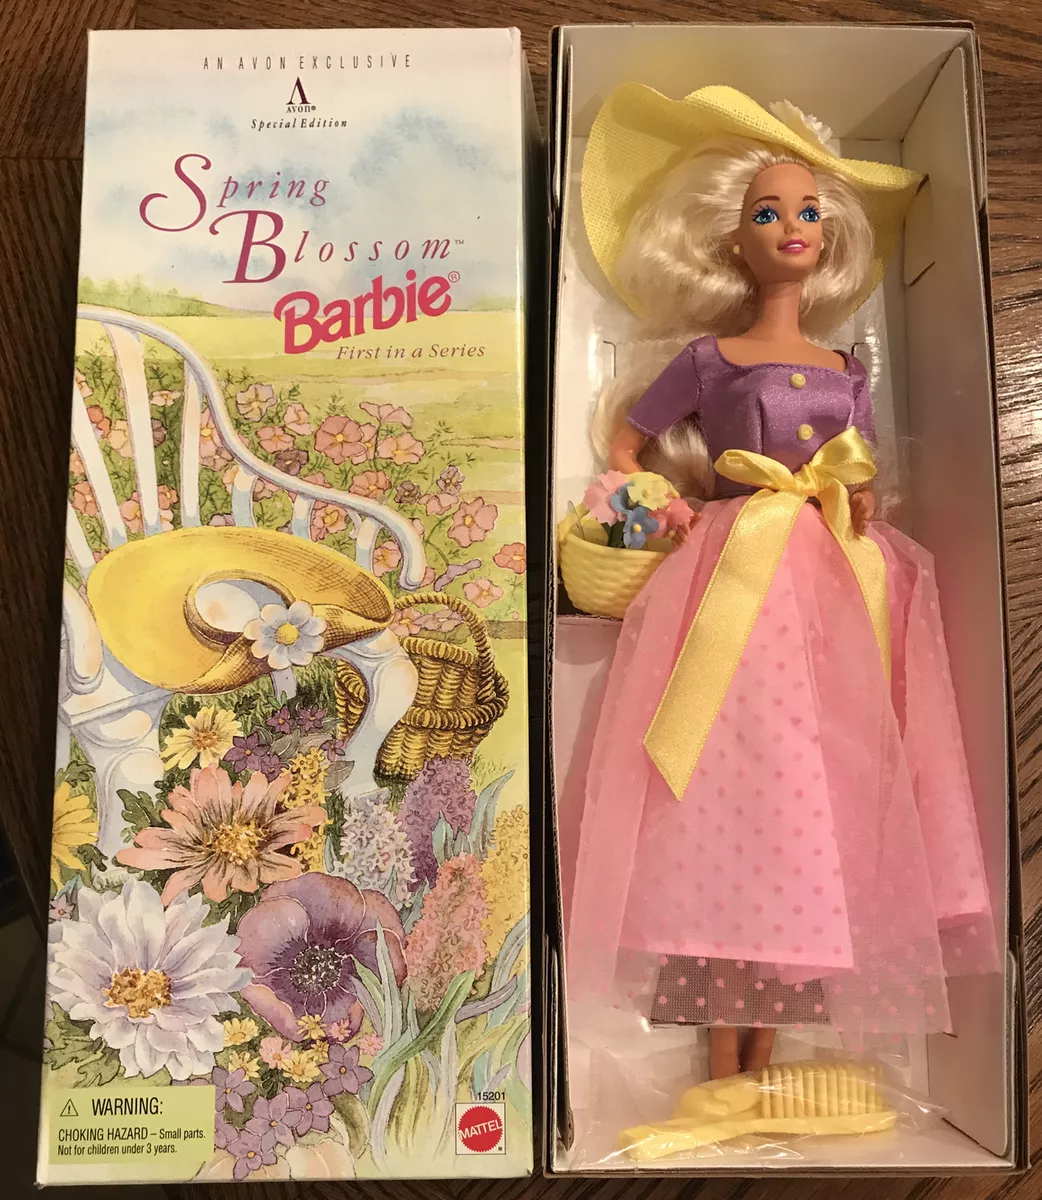 AN AVON EXCLUSIVE
AVON®
Special Edition
Spring
Blossom™
Barbie®
First in a Series
⚠ WARNING:
CHOKING HAZARD – Small parts.
Not for children under 3 years.
15201
MATTEL®